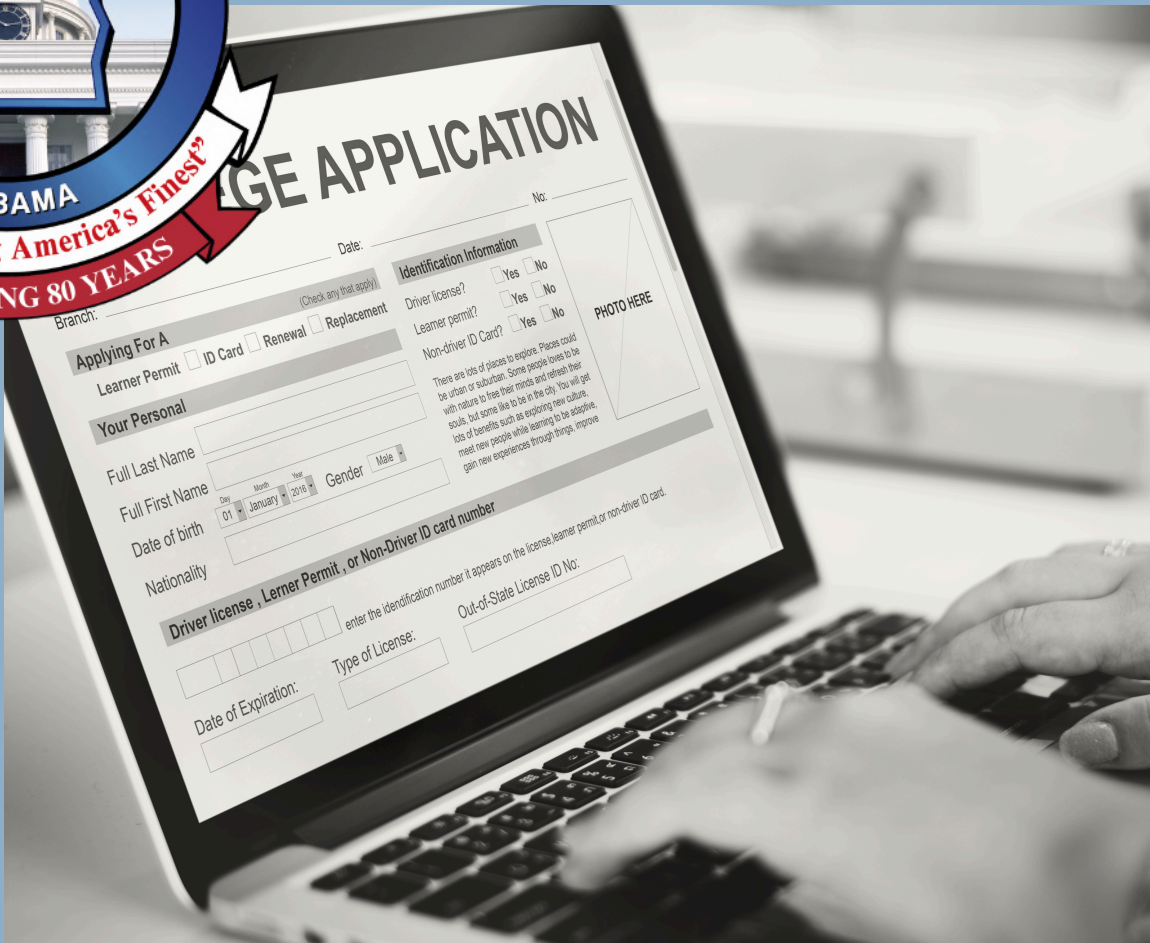 BAMA
America's Finest"
NG 80 YEARS
GE APPLICATION
No:
Date:
Branch:
Applying For A
(Check any that apply)
Learner Permit ID Card Renewal Replacement
Identification Information
Driver license? Yes No
Learner permit? Yes No
Non-driver ID Card? Yes No
PHOTO HERE
There are lots of places to explore. Places could
be urban or suburban. Some people loves to be
with nature to free their minds and refresh their
souls, but some like to be in the city. You will get
lots of benefits such as exploring new culture,
meet new people while learning to be adaptive,
gain new experiences through things, improve
Your Personal
Full Last Name
Full First Name
Date of birth
Day Month Year
01 January 2016
Gender Male
Nationality
Driver license , Lerner Permit , or Non-Driver ID card number
enter the idendification number it appears on the license,learner permit,or non-driver ID card.
Date of Expiration:
Type of License:
Out-of-State License ID No: